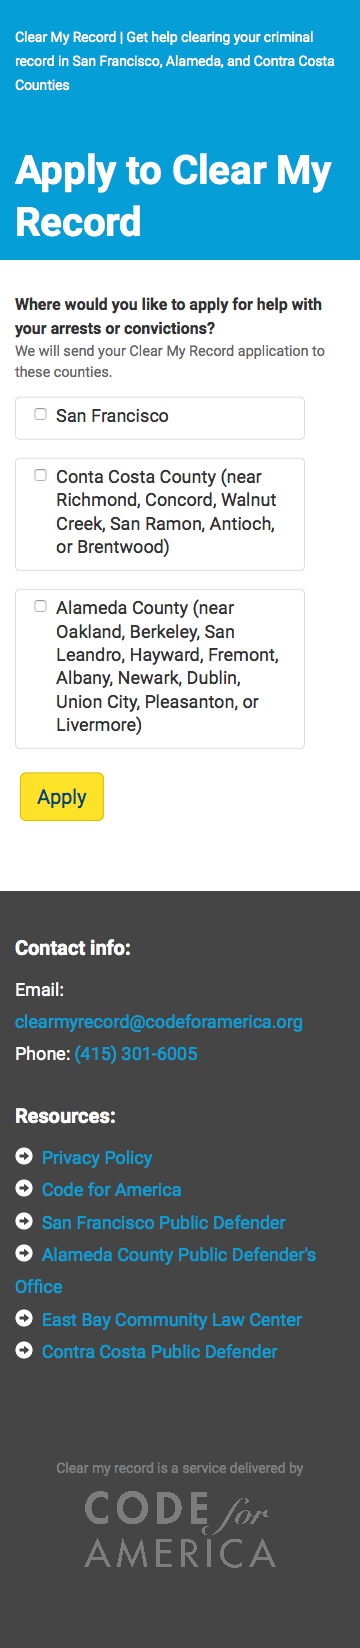 Clear My Record | Get help clearing your criminal
record in San Francisco, Alameda, and Contra Costa
Counties
Apply to Clear My
Record
Where would you like to apply for help with
your arrests or convictions?
We will send your Clear My Record application to
these counties.
San Francisco
Conta Costa County (near
Richmond, Concord, Walnut
Creek, San Ramon, Antioch,
or Brentwood)
Alameda County (near
Oakland, Berkeley, San
Leandro, Hayward, Fremont,
Albany, Newark, Dublin,
Union City, Pleasanton, or
Livermore)
Apply
Contact info:
Email:
clearmyrecord@codeforamerica.org
Phone: (415) 301-6005
Resources:
Privacy Policy
Code for America
San Francisco Public Defender
Alameda County Public Defender's
Office
East Bay Community Law Center
Contra Costa Public Defender
Clear my record is a service delivered by
CODE for
AMERICA